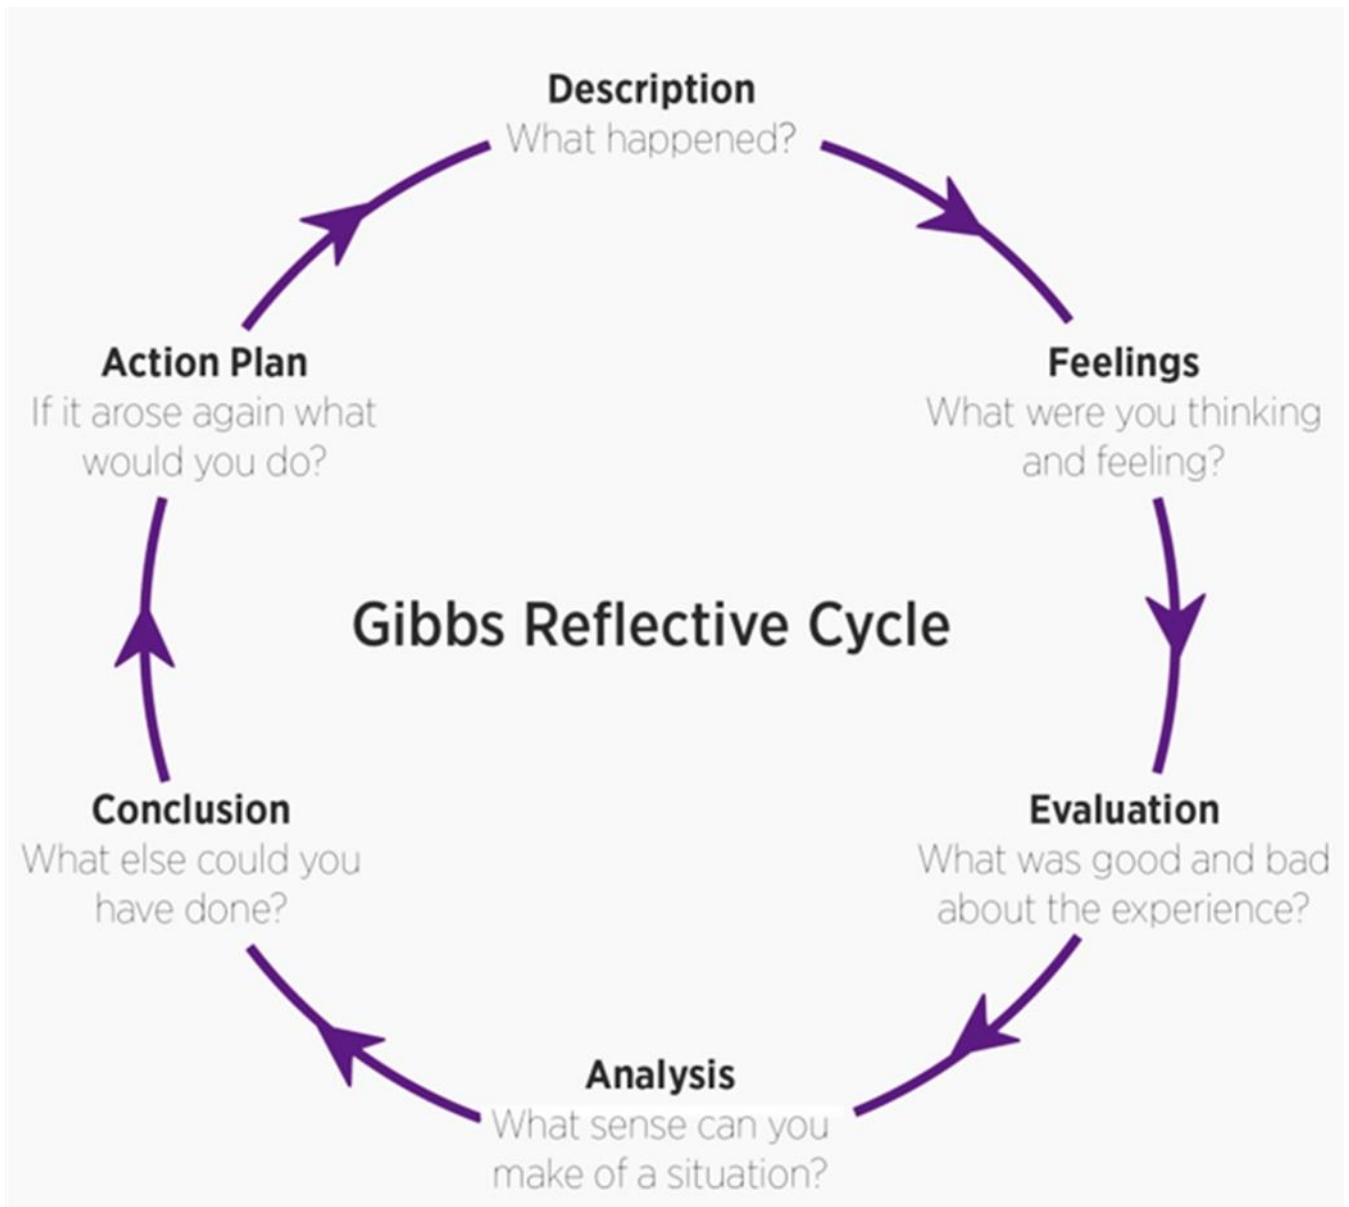 Description
What happened?
Feelings
What were you thinking
and feeling?
Evaluation
What was good and bad
about the experience?
Analysis
What sense can you
make of a situation?
Conclusion
What else could you
have done?
Action Plan
If it arose again what
would you do?
Gibbs Reflective Cycle